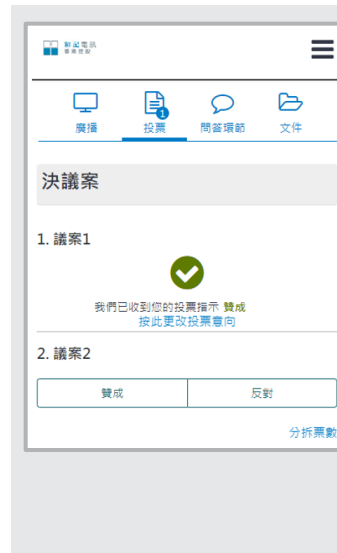 廣播
投票
1
問答環節
文件
決議案
1. 議案1
我們已收到您的投票指示 贊成
按此更改投票意向
2. 議案2
贊成
反對
分拆票數